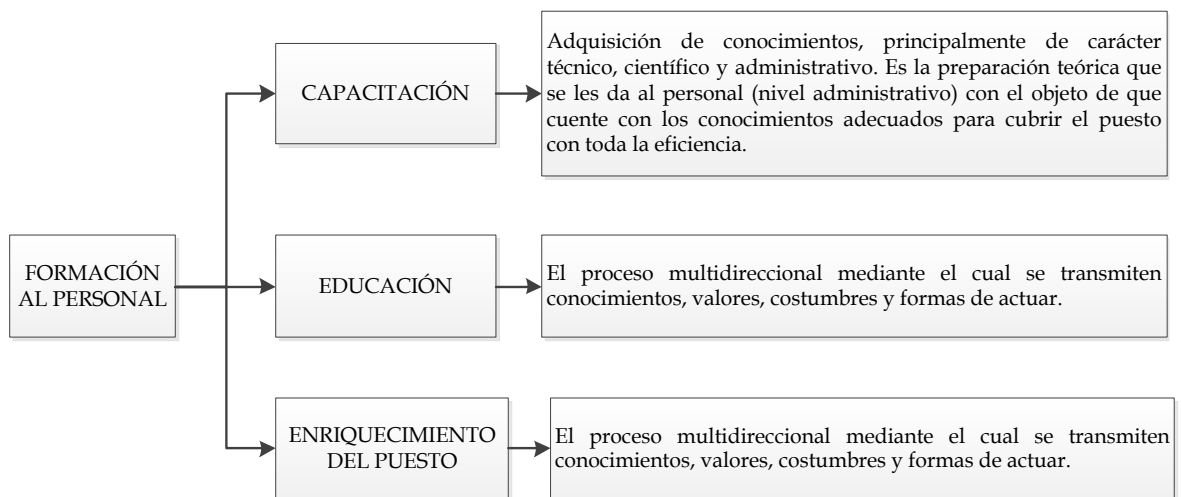 FORMACIÓN
AL PERSONAL
CAPACITACIÓN
Adquisición de conocimientos, principalmente de carácter
técnico, científico y administrativo. Es la preparación teórica que
se les da al personal (nivel administrativo) con el objeto de que
cuente con los conocimientos adecuados para cubrir el puesto
con toda la eficiencia.
EDUCACIÓN
El proceso multidireccional mediante el cual se transmiten
conocimientos, valores, costumbres y formas de actuar.
ENRIQUECIMIENTO
DEL PUESTO
El proceso multidireccional mediante el cual se transmiten
conocimientos, valores, costumbres y formas de actuar.